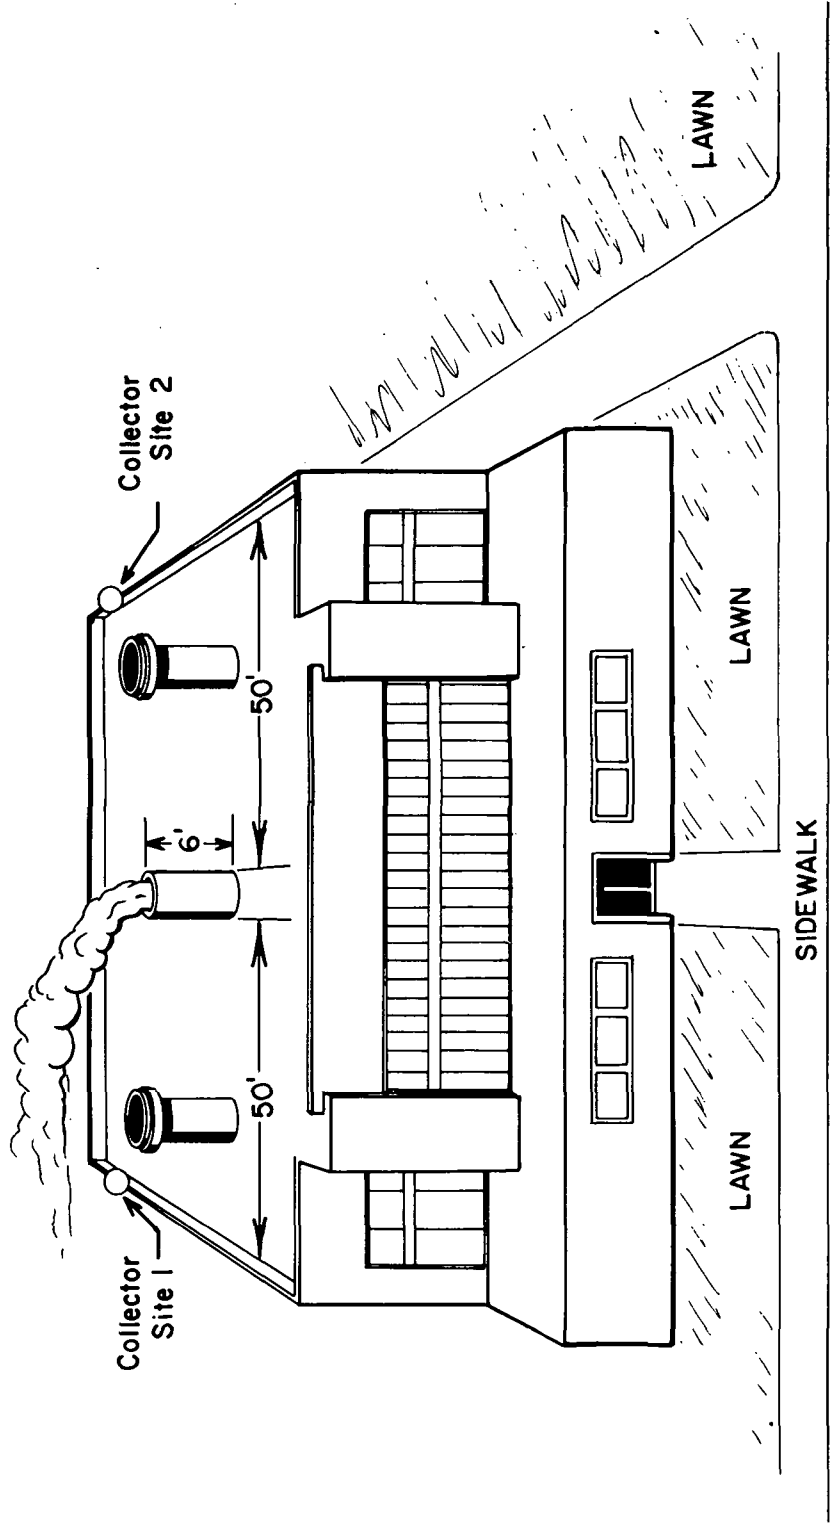 Collector
Site 1
Collector
Site 2
6'
50'
50'
LAWN
LAWN
LAWN
SIDEWALK